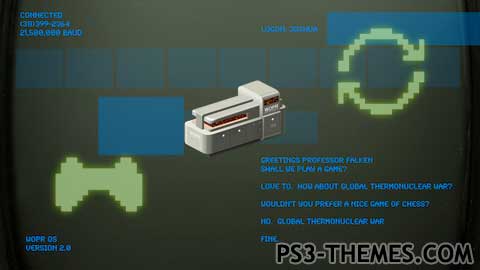 CONNECTED
(311)399-2364
21,500,000 BAUD
LOGON: JOSHUA
WOPR
GREETINGS PROFESSOR FALKEN
SHALL WE PLAY A GAME?
LOVE TO. HOW ABOUT GLOBAL THERMONUCLEAR WAR?
WOULDN'T YOU PREFER A NICE GAME OF CHESS?
NO. GLOBAL THERMONUCLEAR WAR
FINE.
WOPR OS
VERSION 2.0
PS3-THEMES.COM